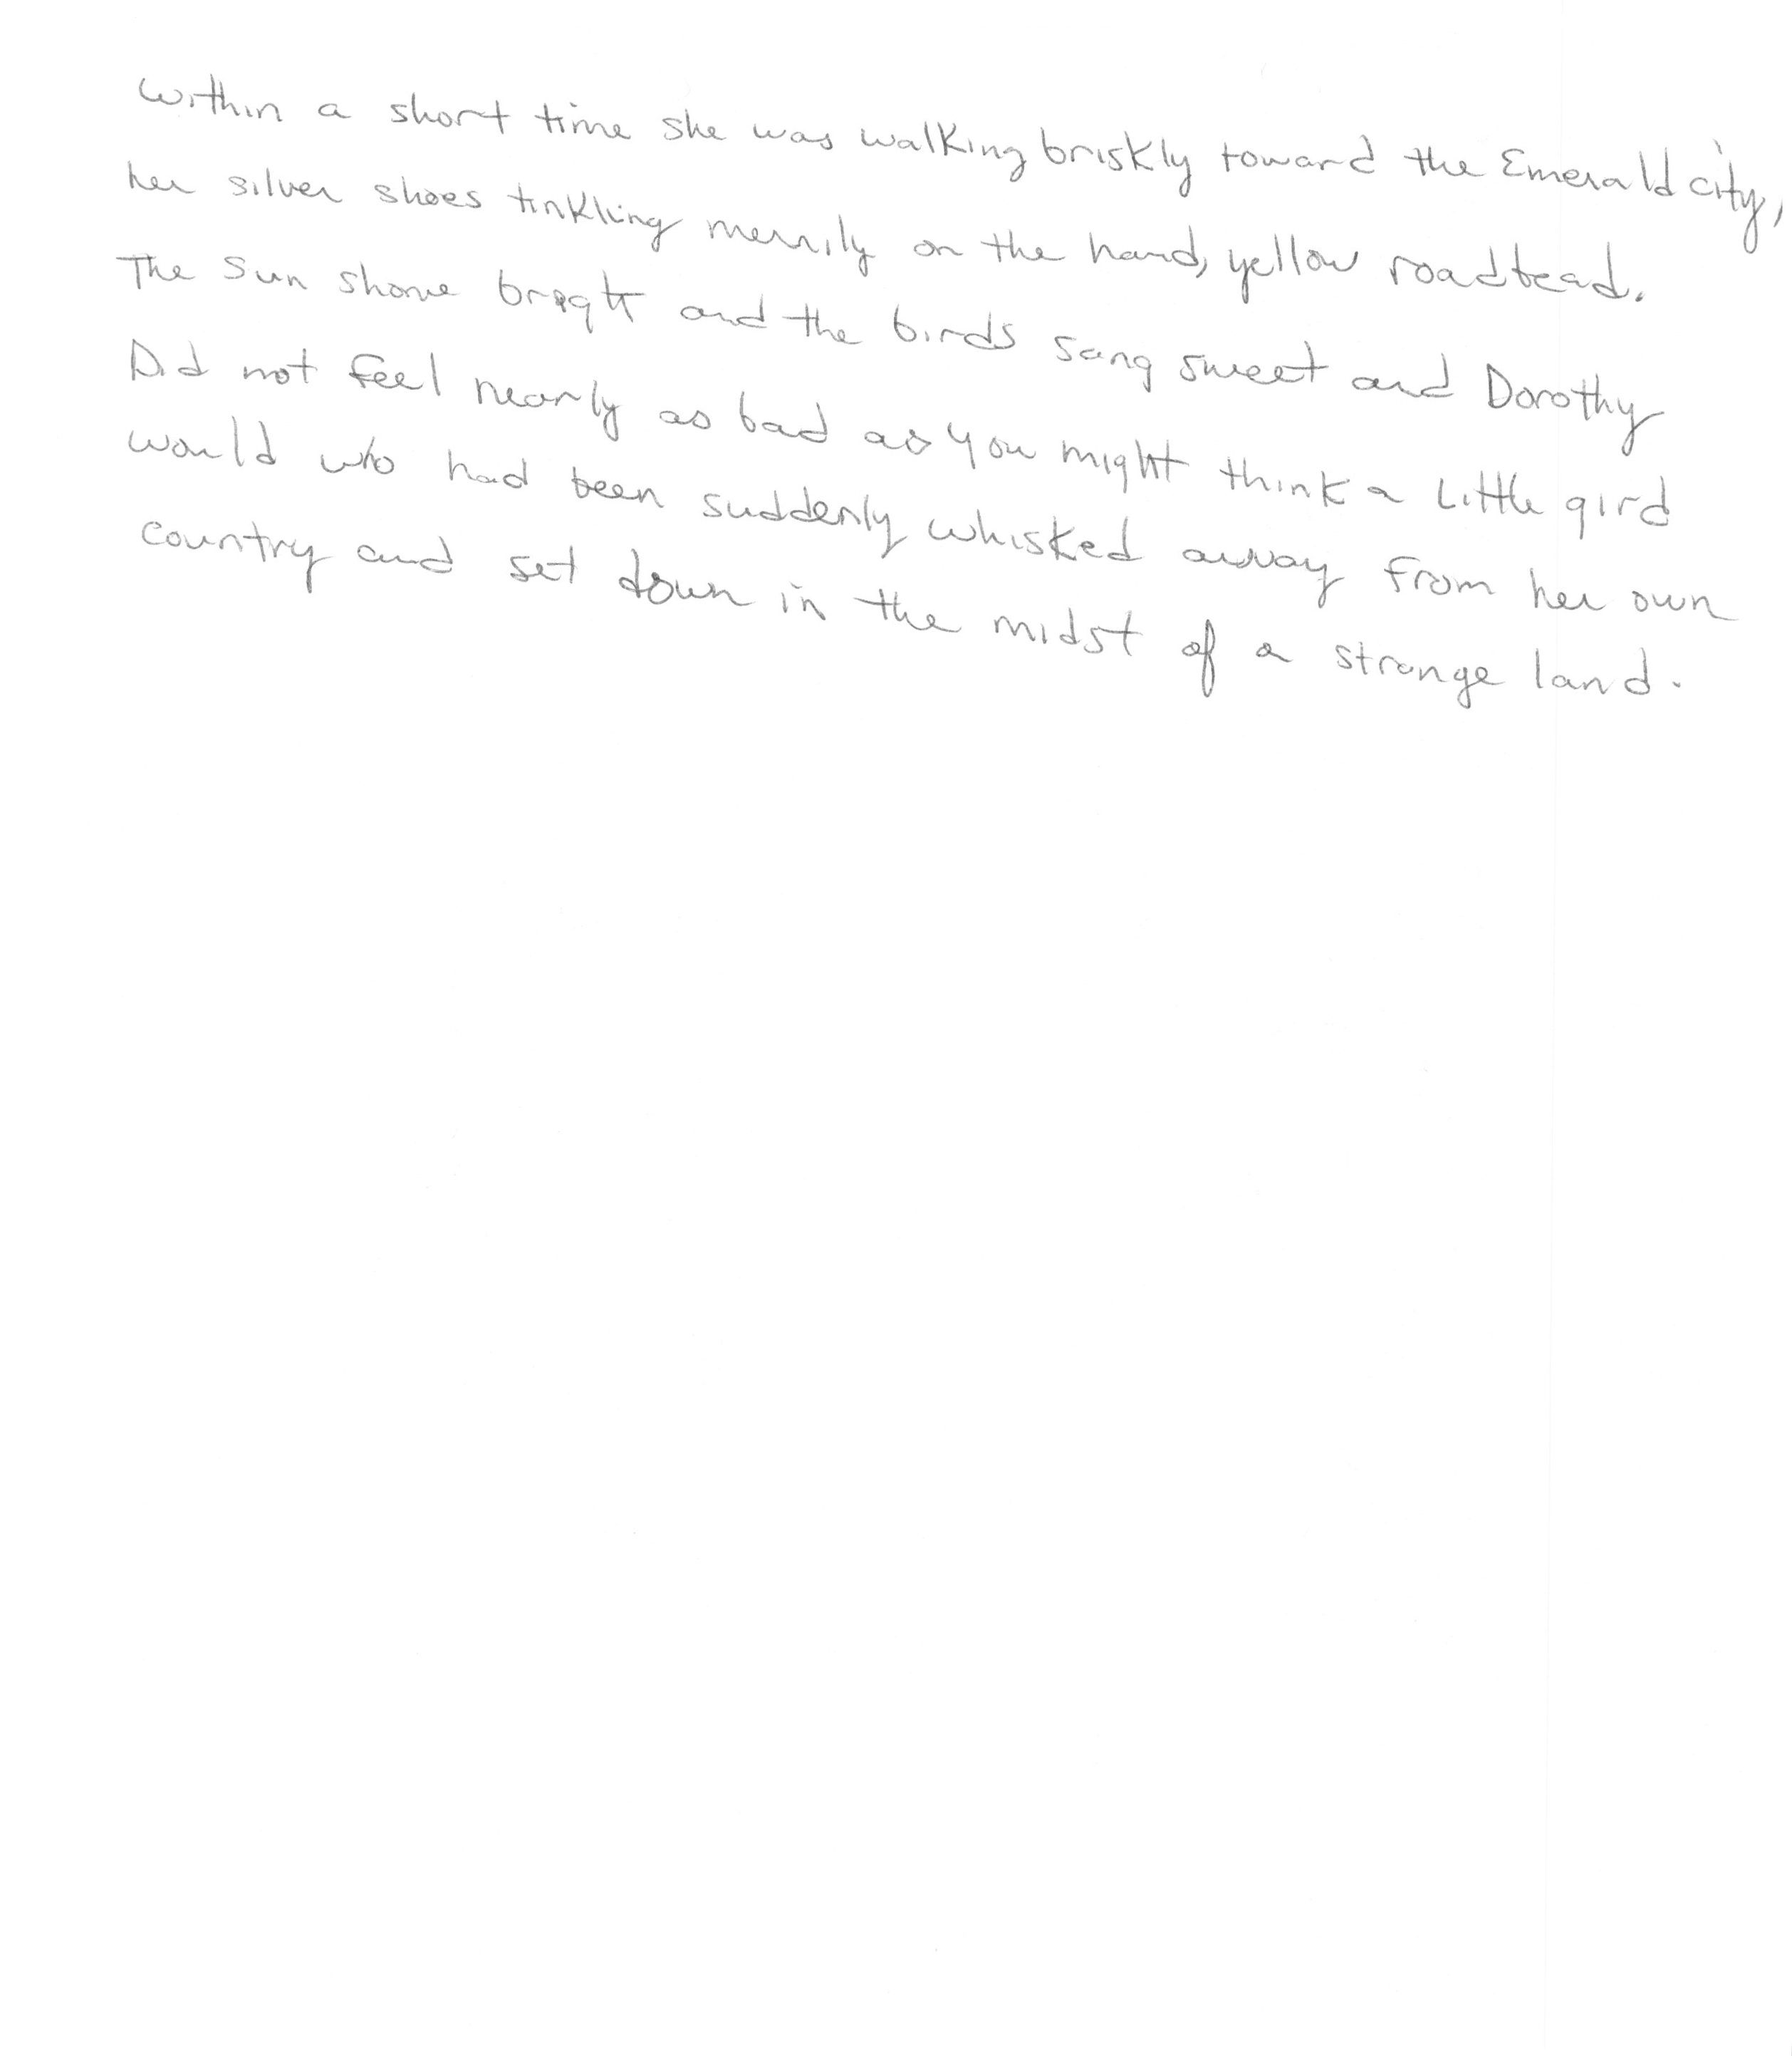 Within a short time she was walking briskly toward the Emerald city,
her silver shoes tinkling merrily on the hard, yellow roadbead.
The sun shone bright and the birds sang sweet and Dorothy
Did not feel nearly as bad as you might think a little gird
would who had been suddenly whisked away from her own
country and set down in the midst of a strange land.